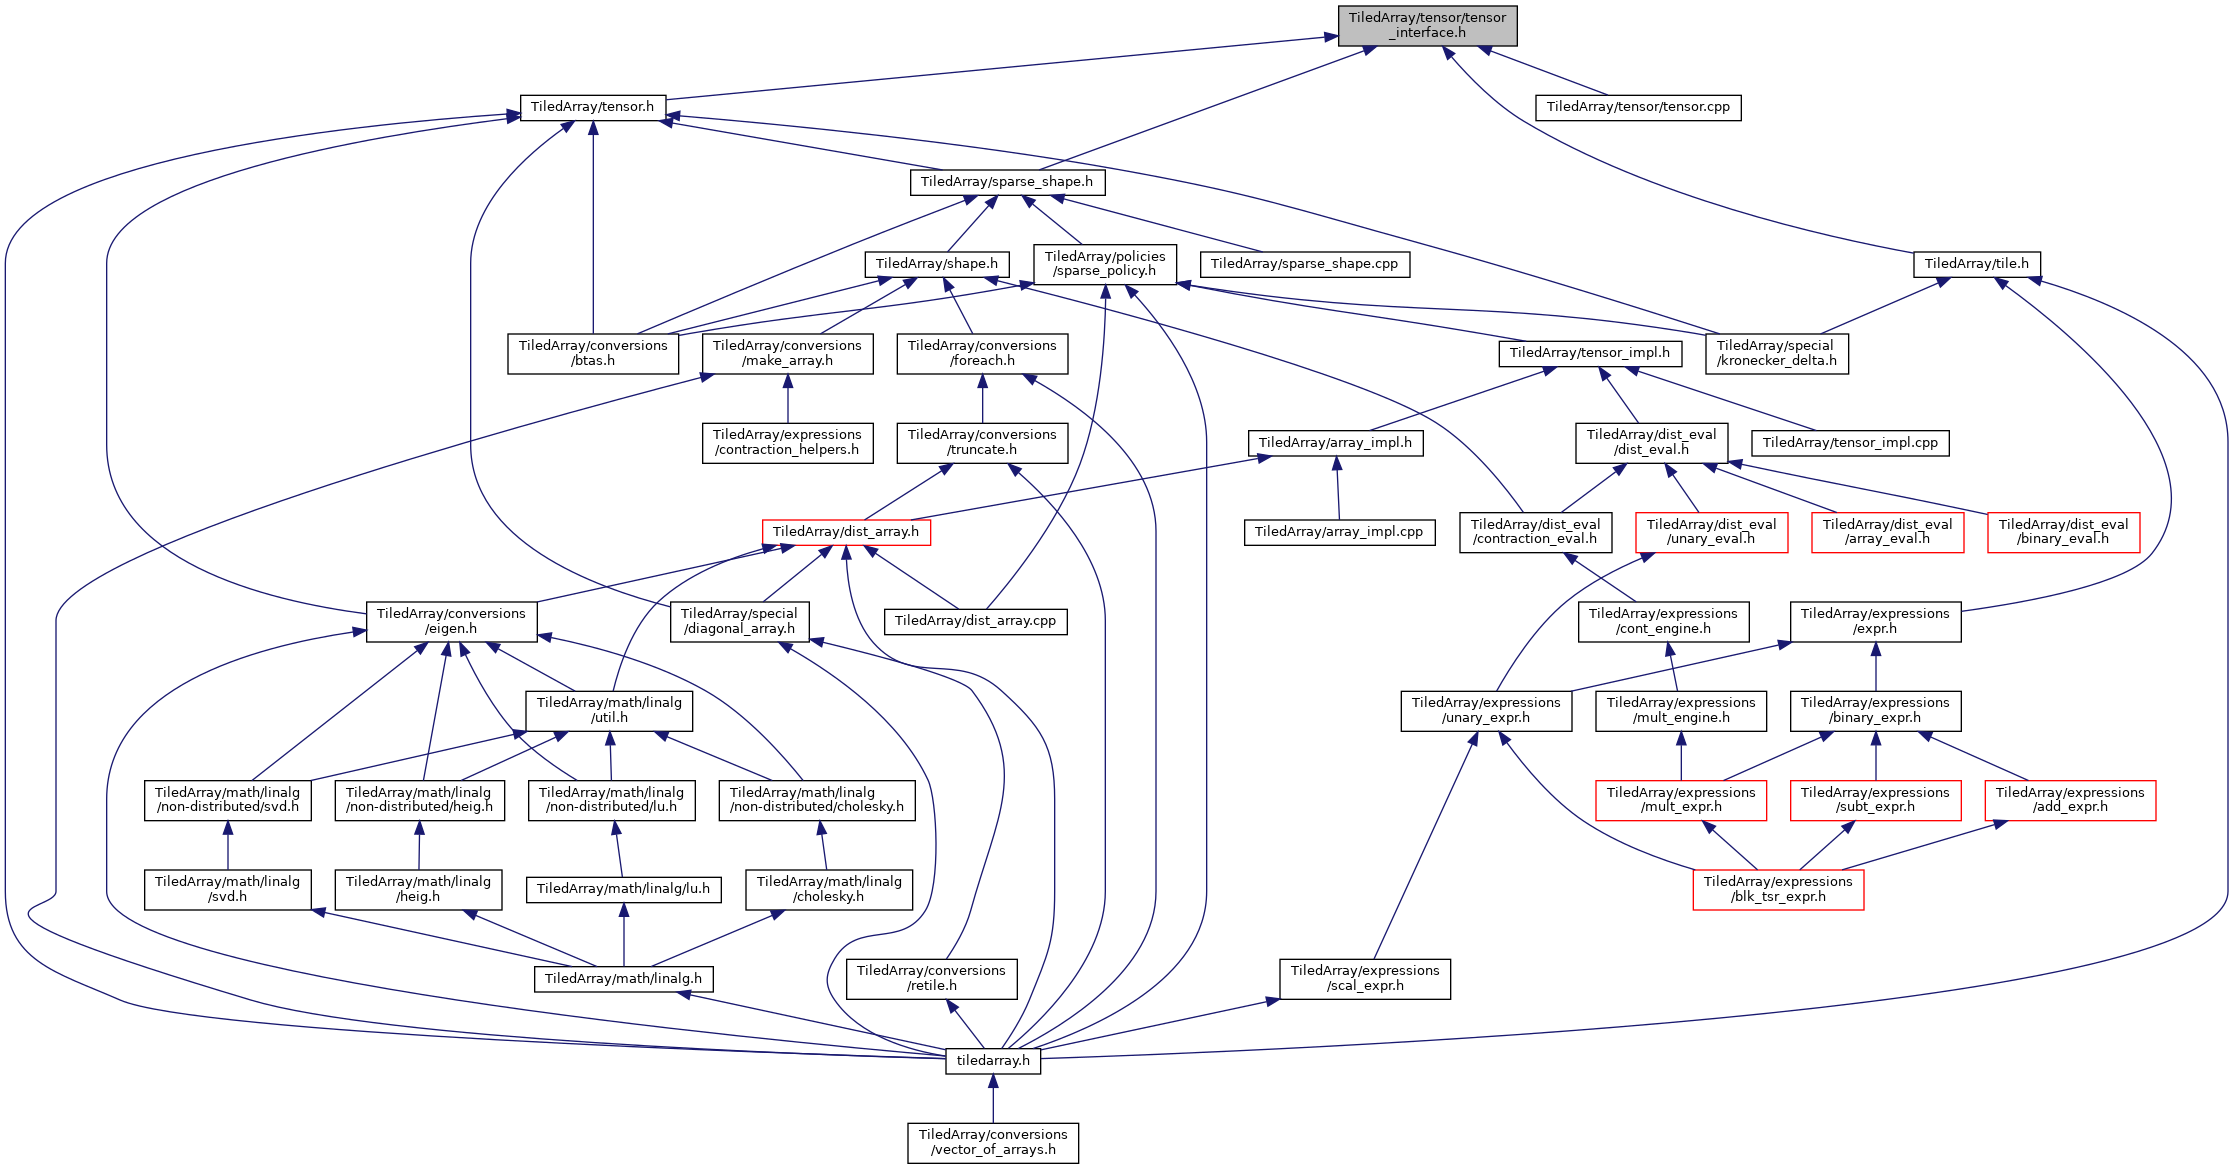 TiledArray/tensor/tensor
_interface.h
TiledArray/tensor.h
TiledArray/tensor/tensor.cpp
TiledArray/sparse_shape.h
TiledArray/shape.h
TiledArray/policies
/sparse_policy.h
TiledArray/sparse_shape.cpp
TiledArray/tile.h
TiledArray/conversions
/btas.h
TiledArray/conversions
/make_array.h
TiledArray/conversions
/foreach.h
TiledArray/tensor_impl.h
TiledArray/special
/kronecker_delta.h
TiledArray/expressions
/contraction_helpers.h
TiledArray/conversions
/truncate.h
TiledArray/array_impl.h
TiledArray/dist_eval
/dist_eval.h
TiledArray/tensor_impl.cpp
TiledArray/dist_array.h
TiledArray/array_impl.cpp
TiledArray/dist_eval
/contraction_eval.h
TiledArray/dist_eval
/unary_eval.h
TiledArray/dist_eval
/array_eval.h
TiledArray/dist_eval
/binary_eval.h
TiledArray/conversions
/eigen.h
TiledArray/special
/diagonal_array.h
TiledArray/dist_array.cpp
TiledArray/expressions
/cont_engine.h
TiledArray/expressions
/expr.h
TiledArray/math/linalg
/util.h
TiledArray/expressions
/unary_expr.h
TiledArray/expressions
/mult_engine.h
TiledArray/expressions
/binary_expr.h
TiledArray/math/linalg
/non-distributed/svd.h
TiledArray/math/linalg
/non-distributed/heig.h
TiledArray/math/linalg
/non-distributed/lu.h
TiledArray/math/linalg
/non-distributed/cholesky.h
TiledArray/expressions
/mult_expr.h
TiledArray/expressions
/subt_expr.h
TiledArray/expressions
/add_expr.h
TiledArray/math/linalg
/svd.h
TiledArray/math/linalg
/heig.h
TiledArray/math/linalg/lu.h
TiledArray/math/linalg
/cholesky.h
TiledArray/expressions
/blk_tsr_expr.h
TiledArray/math/linalg.h
TiledArray/conversions
/retile.h
TiledArray/expressions
/scal_expr.h
tiledarray.h
TiledArray/conversions
/vector_of_arrays.h